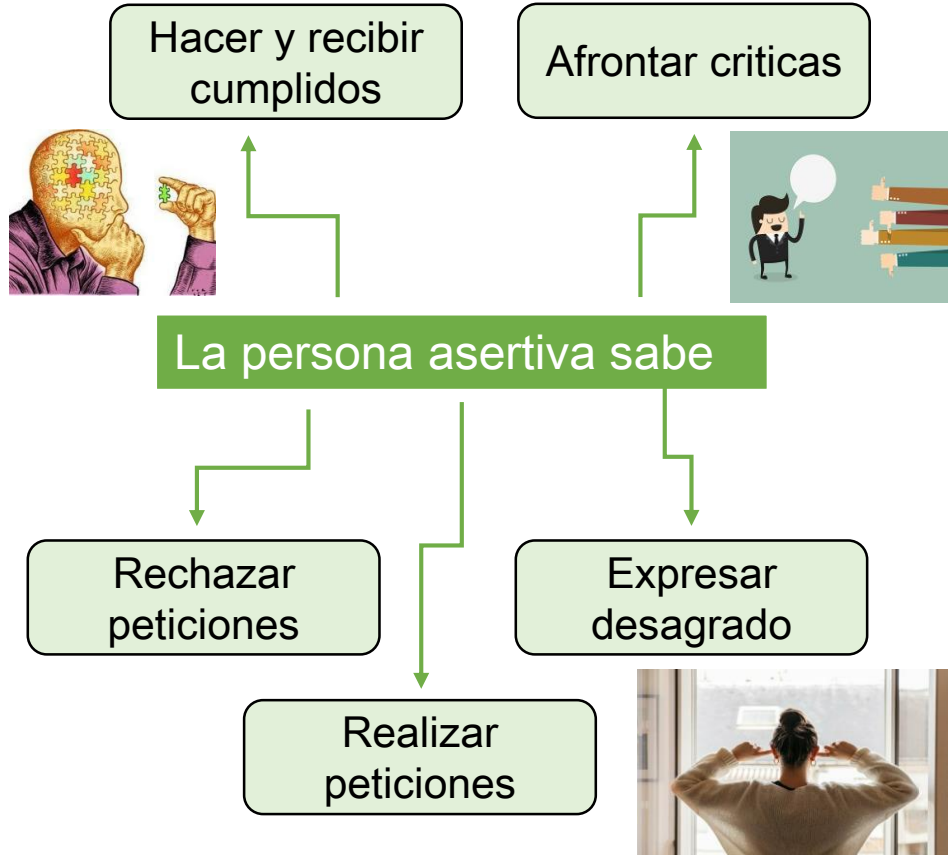 Hacer y recibir
cumplidos
Afrontar criticas
La persona asertiva sabe
Rechazar
peticiones
Expresar
desagrado
Realizar
peticiones